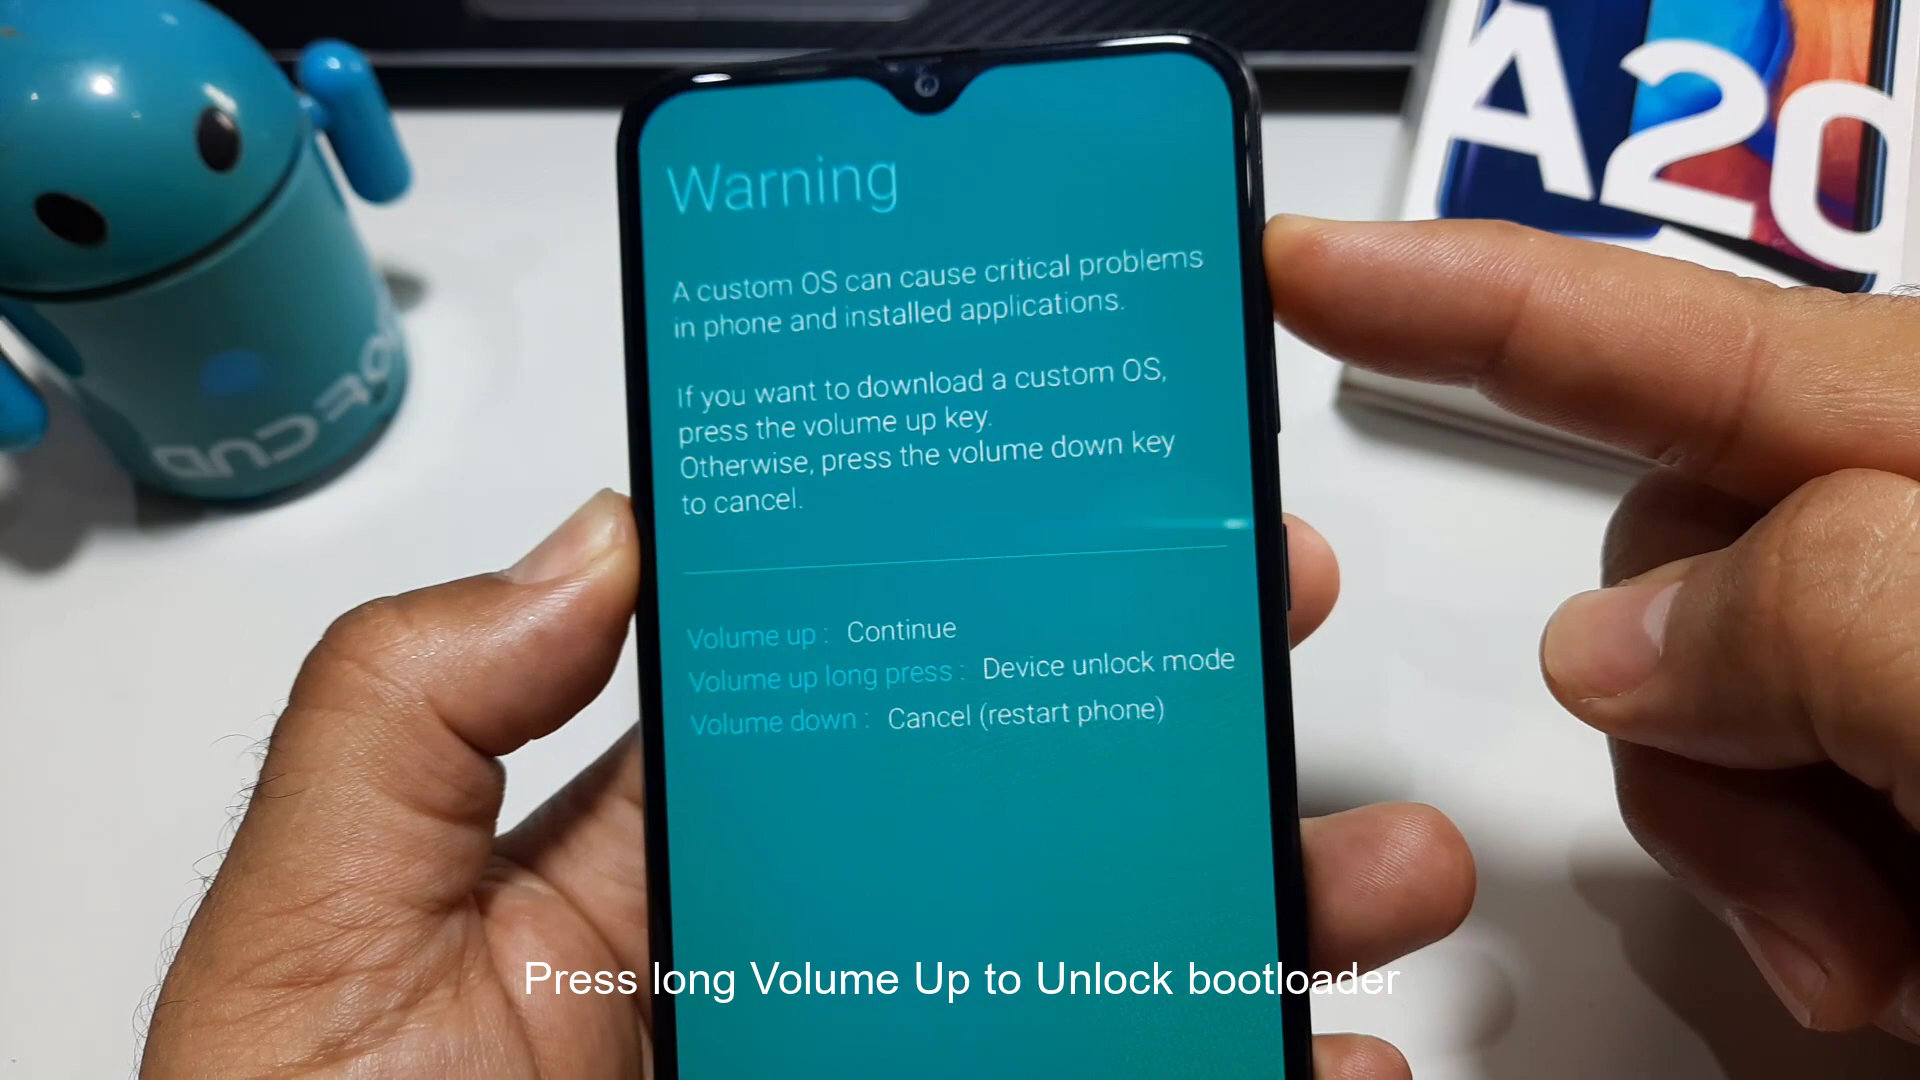 A20
ANDROID
Warning
A custom OS can cause critical problems
in phone and installed applications.
If you want to download a custom OS,
press the volume up key.
Otherwise, press the volume down key
to cancel.
Volume up : Continue
Volume up long press : Device unlock mode
Volume down : Cancel (restart phone)
Press long Volume Up to Unlock bootloader